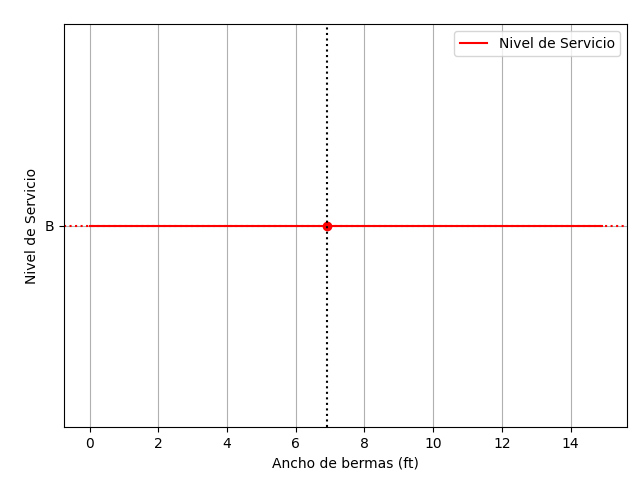 Nivel de Servicio
Nivel de Servicio
B
0 2 4 6 8 10 12 14
Ancho de bermas (ft)